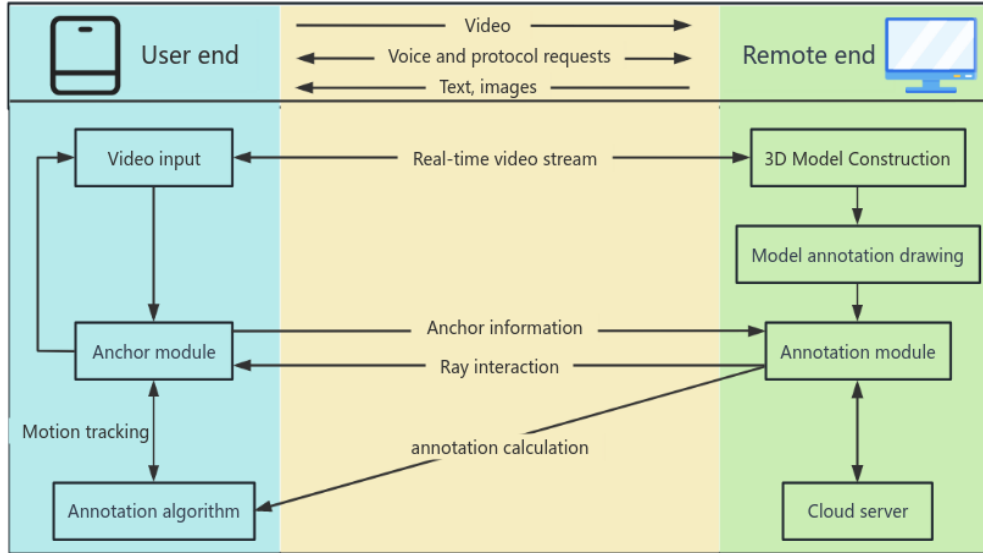 User end
Video
Voice and protocol requests
Text, images
Remote end
Video input
Real-time video stream
3D Model Construction
Model annotation drawing
Anchor information
Anchor module
Ray interaction
Annotation module
Motion tracking
annotation calculation
Annotation algorithm
Cloud server